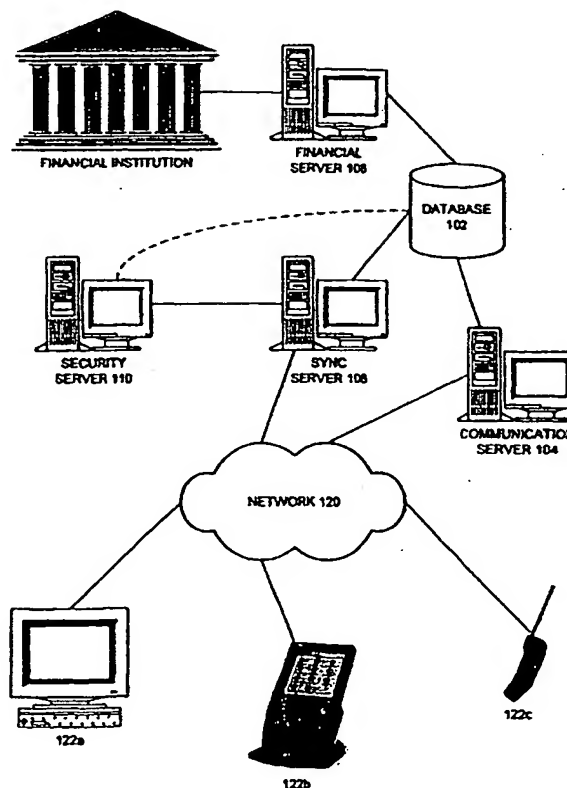 FINANCIAL INSTITUTION
FINANCIAL
SERVER 108
DATABASE
102
SECURITY
SERVER 110
SYNC
SERVER 108
COMMUNICATION
SERVER 104
NETWORK 120
122a
122b
122c